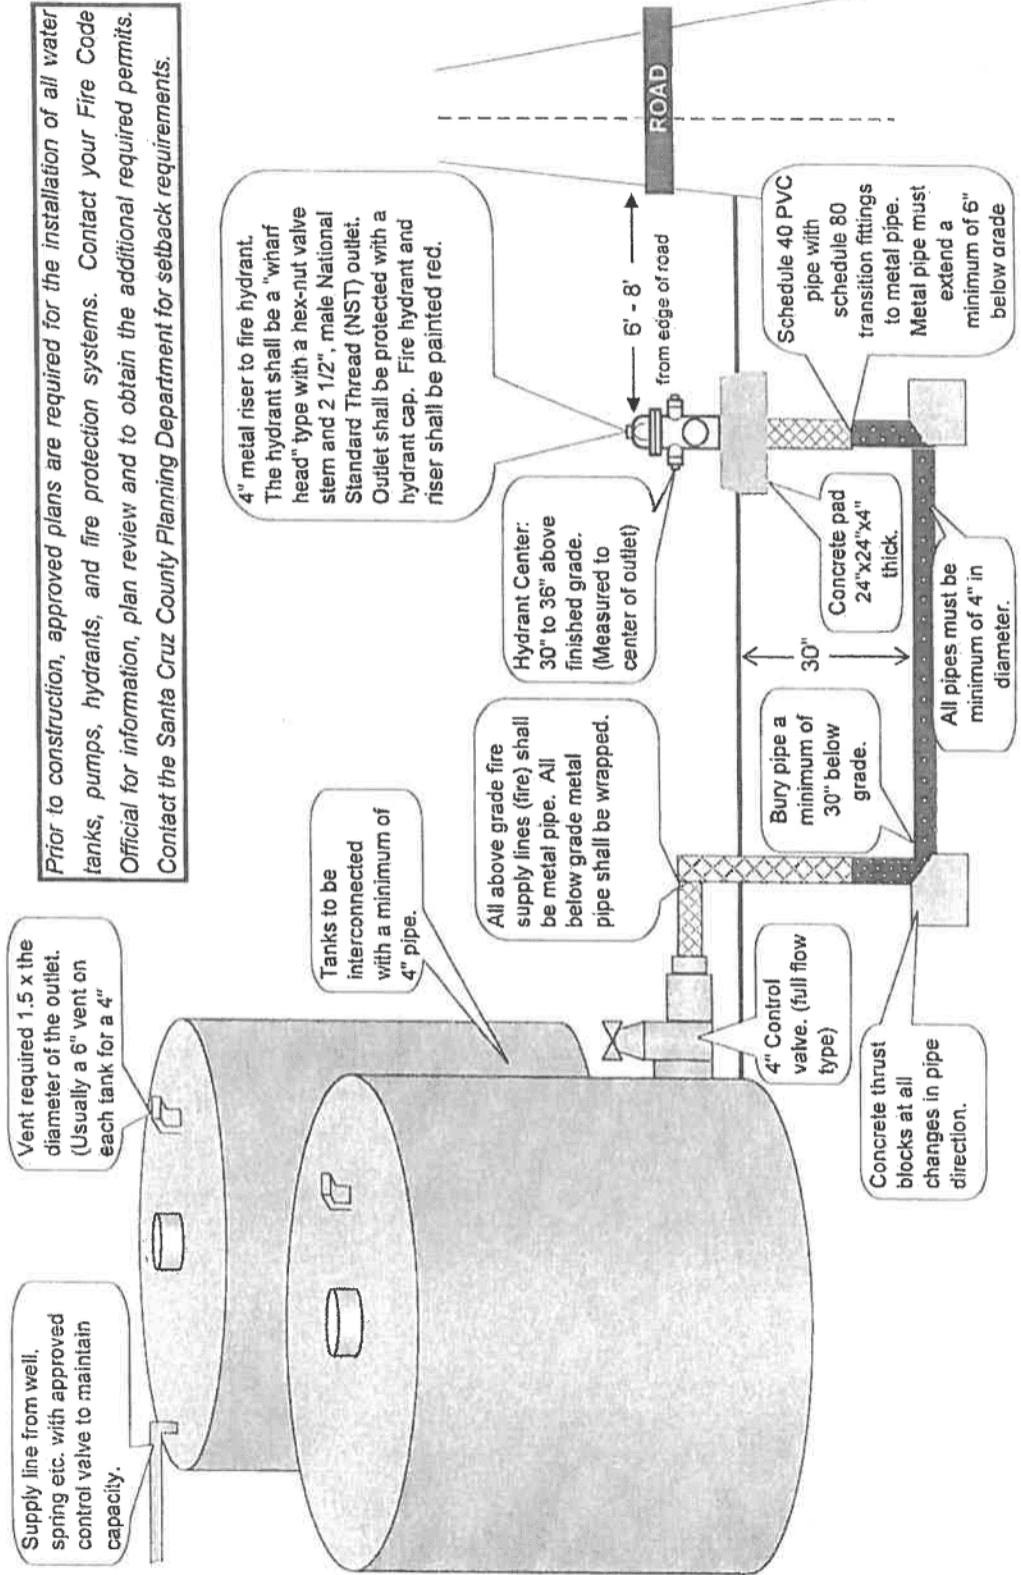 Prior to construction, approved plans are required for the installation of all water
tanks, pumps, hydrants, and fire protection systems. Contact your Fire Code
Official for information, plan review and to obtain the additional required permits.
Contact the Santa Cruz County Planning Department for setback requirements.
Supply line from well,
spring etc. with approved
control valve to maintain
capacity.
Vent required 1.5 x the
diameter of the outlet.
(Usually a 6" vent on
each tank for a 4"
Tanks to be
interconnected
with a minimum of
4" pipe.
4" metal riser to fire hydrant.
The hydrant shall be a "wharf
head" type with a hex-nut valve
stem and 2 1/2", male National
Standard Thread (NST) outlet.
Outlet shall be protected with a
hydrant cap. Fire hydrant and
riser shall be painted red.
All above grade fire
supply lines (fire) shall
be metal pipe. All
below grade metal
pipe shall be wrapped.
Hydrant Center:
30" to 36" above
finished grade.
(Measured to
center of outlet)
6' - 8'
from edge of road
ROAD
4" Control
valve. (full flow
type)
Bury pipe a
minimum of
30" below
grade.
30"
Concrete pad
24"x24"x4"
thick.
Schedule 40 PVC
pipe with
schedule 80
transition fittings
to metal pipe.
Metal pipe must
extend a
minimum of 6"
below grade
Concrete thrust
blocks at all
changes in pipe
direction.
All pipes must be
minimum of 4" in
diameter.